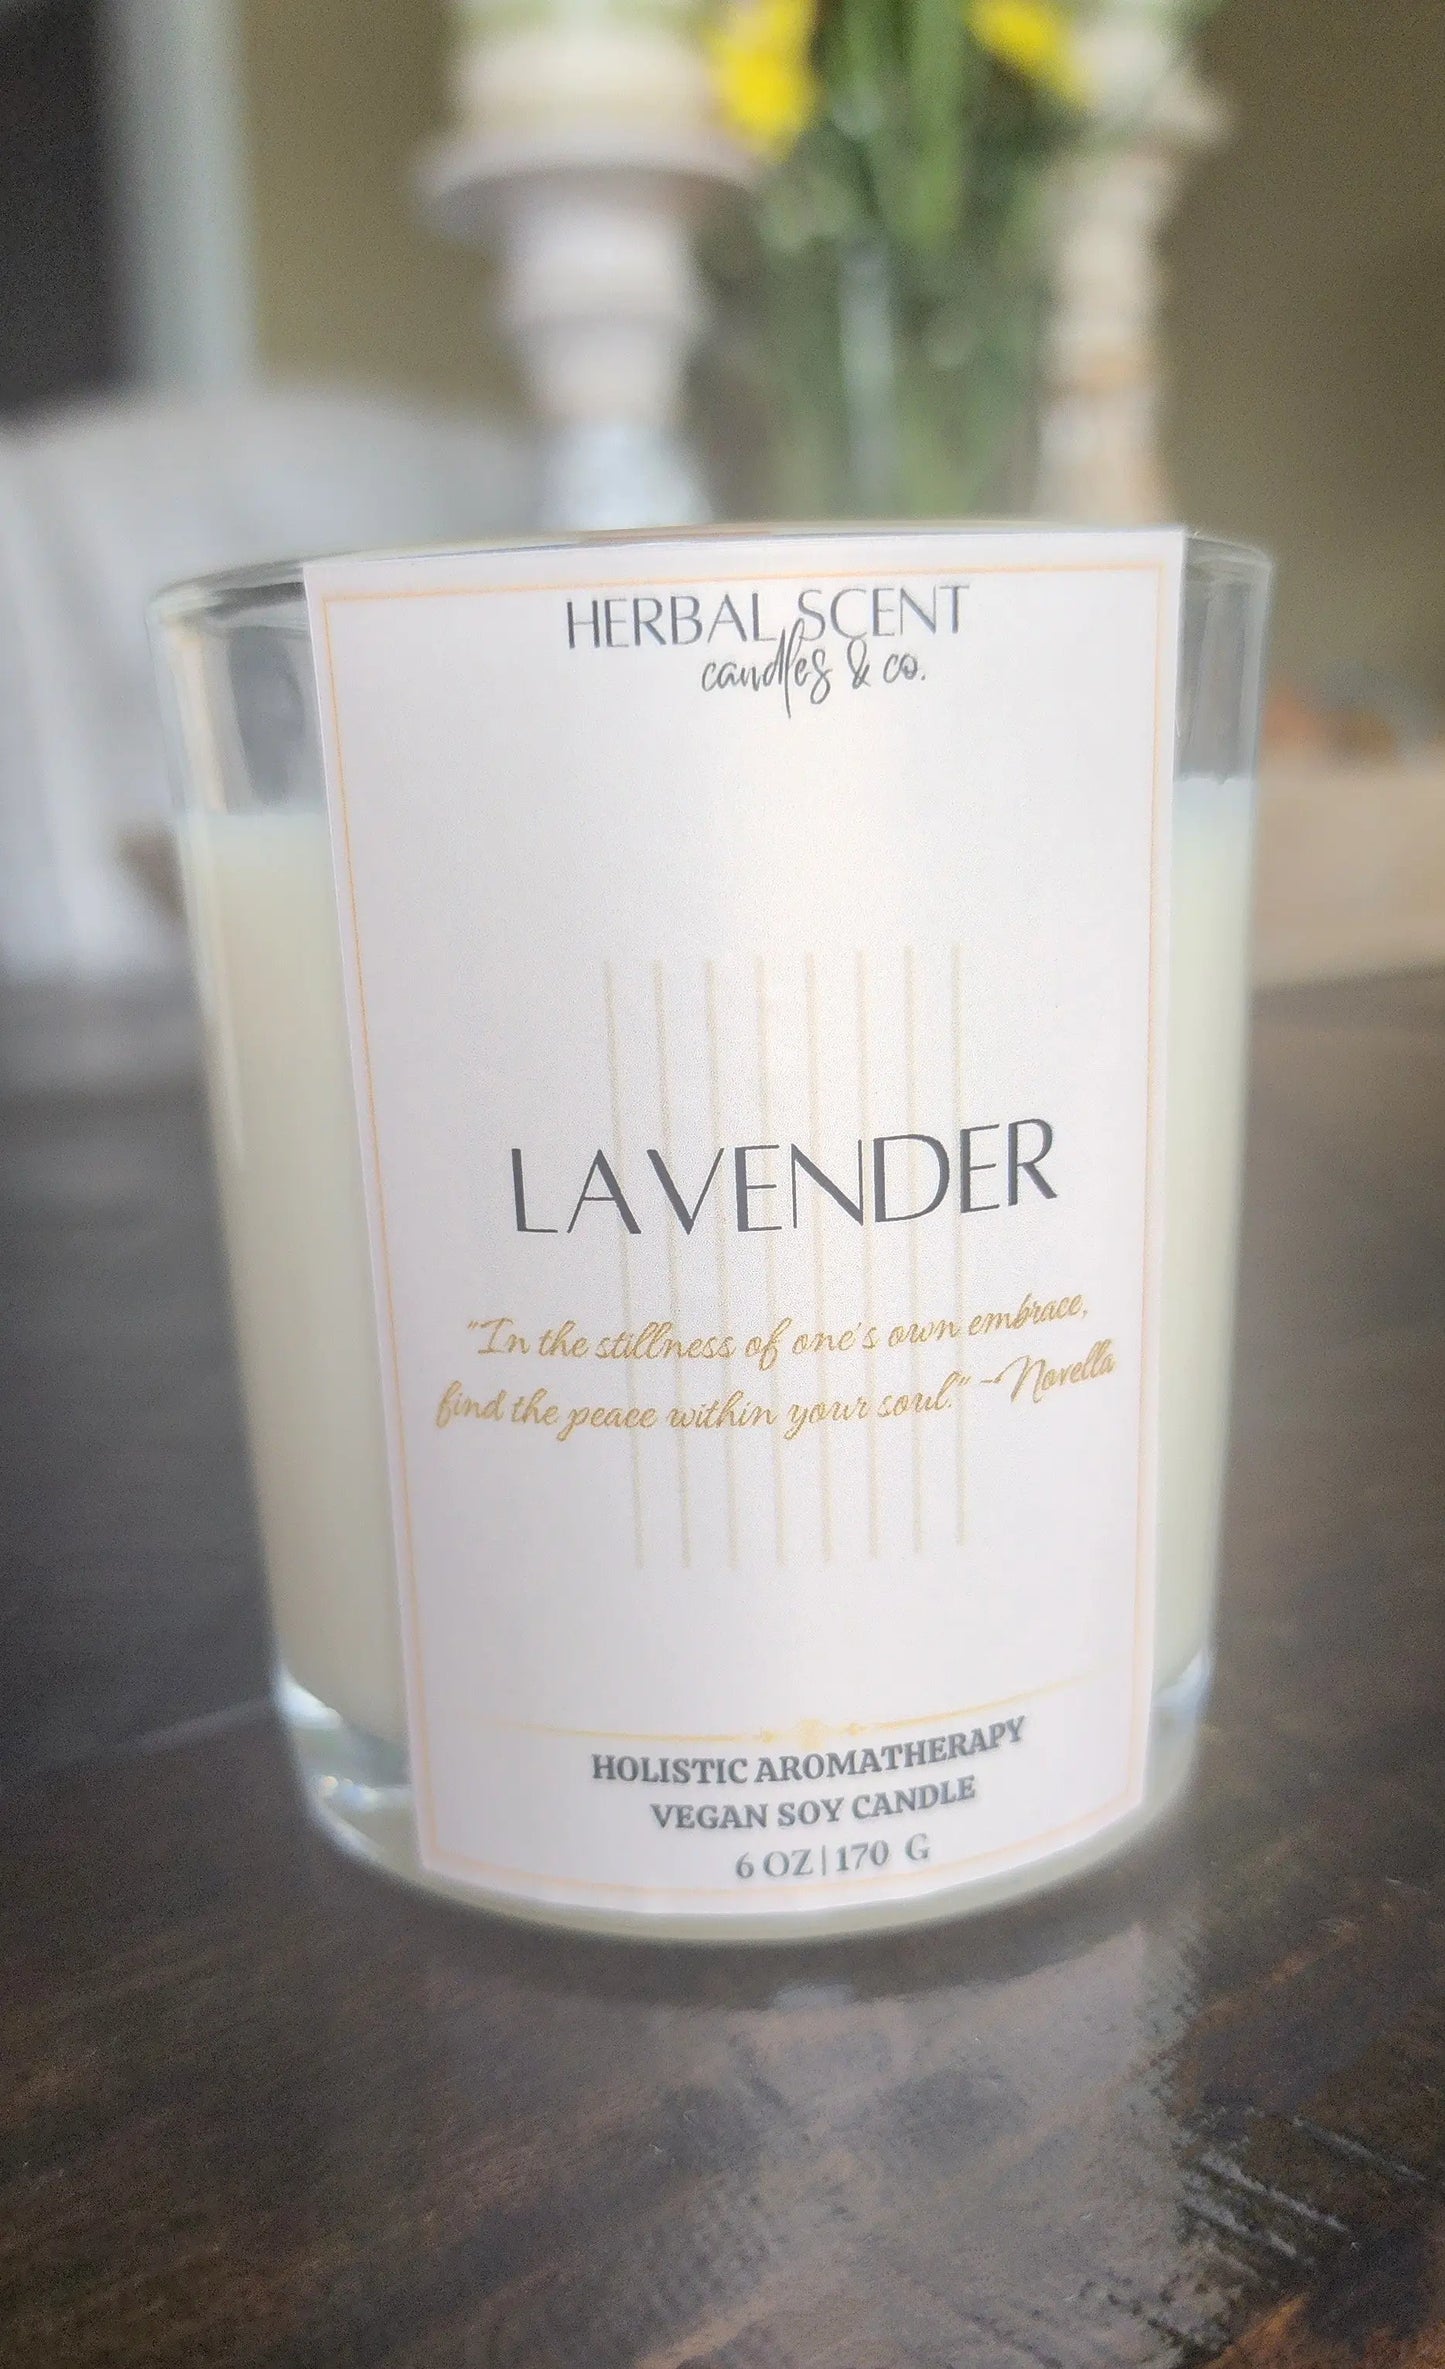 HERBAL SCENT
candles & co.
LAVENDER
"In the stillness of one's own embrace,
find the peace within your soul." -Novella
HOLISTIC AROMATHERAPY
VEGAN SOY CANDLE
6 OZ|170 G